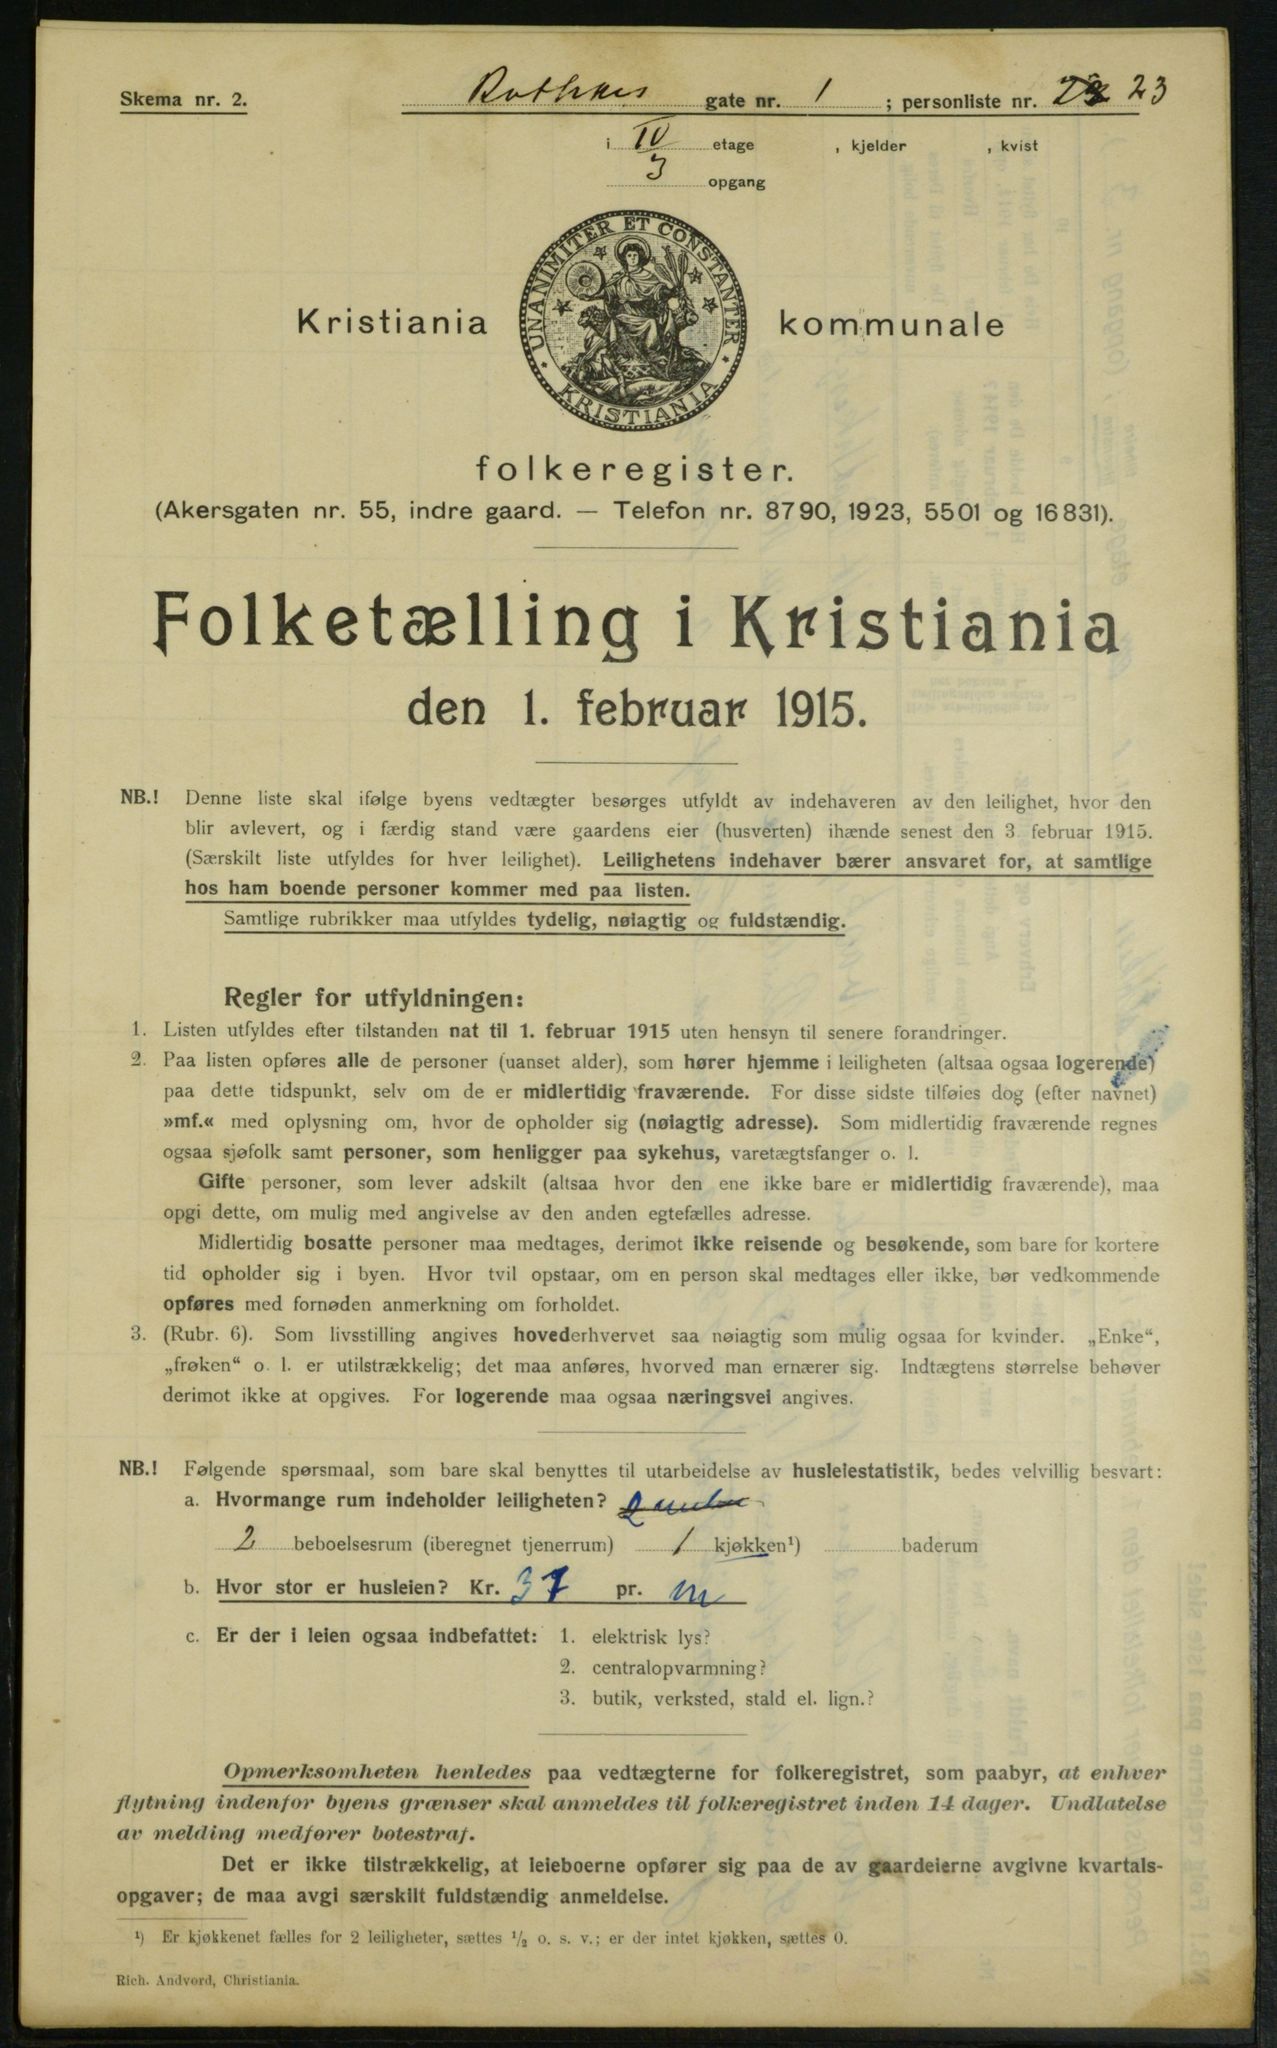 Skema nr. 2.
gate nr. 1 ; personliste nr. 23
i IV etage , kjelder , kvist
3 opgang
UNANIMITER ET CONSTANTER
KRISTIANIA
Kristiania kommunale
folkeregister.
(Akersgaten nr. 55, indre gaard. — Telefon nr. 8790, 1923, 5501 og 16831).
Folketælling i Kristiania
den 1. februar 1915.
NB.! Denne liste skal ifølge byens vedtægter besørges utfyldt av indehaveren av den leilighet, hvor den
blir avlevert, og i færdig stand være gaardens eier (husverten) ihænde senest den 3. februar 1915.
(Særskilt liste utfyldes for hver leilighet). Leilighetens indehaver bærer ansvaret for, at samtlige
hos ham boende personer kommer med paa listen.
Samtlige rubrikker maa utfyldes tydelig, nøiagtig og fuldstændig.
Regler for utfyldningen:
1. Listen utfyldes efter tilstanden nat til 1. februar 1915 uten hensyn til senere forandringer.
2. Paa listen opføres alle de personer (uanset alder), som hører hjemme i leiligheten (altsaa ogsaa logerende)
paa dette tidspunkt, selv om de er midlertidig fraværende. For disse sidste tilføies dog (efter navnet)
»mf.« med oplysning om, hvor de opholder sig (nøiagtig adresse). Som midlertidig fraværende regnes
ogsaa sjøfolk samt personer, som henligger paa sykehus, varetægtsfanger o. l.
Gifte personer, som lever adskilt (altsaa hvor den ene ikke bare er midlertidig fraværende), maa
opgi dette, om mulig med angivelse av den anden egtefælles adresse.
Midlertidig bosatte personer maa medtages, derimot ikke reisende og besøkende, som bare for kortere
tid opholder sig i byen. Hvor tvil opstaar, om en person skal medtages eller ikke, bør vedkommende
opføres med fornøden anmerkning om forholdet.
3. (Rubr. 6). Som livsstilling angives hovederhvervet saa nøiagtig som mulig ogsaa for kvinder. „Enke“,
„frøken“ o. l. er utilstrækkelig; det maa anføres, hvorved man ernærer sig. Indtægtens størrelse behøver
derimot ikke at opgives. For logerende maa ogsaa næringsvei angives.
NB.! Følgende spørsmaal, som bare skal benyttes til utarbeidelse av husleiestatistik, bedes velvillig besvart:
a. Hvormange rum indeholder leiligheten?
2 beboelsesrum (iberegnet tjenerrum) 1 kjøkken¹) baderum
b. Hvor stor er husleien? Kr. 37 pr. m
c. Er der i leien ogsaa indbefattet: 1. elektrisk lys?
2. centralopvarmning?
3. butik, verksted, stald el. lign.?
Opmerksomheten henledes paa vedtægterne for folkeregistret, som paabyr, at enhver
flytning indenfor byens grænser skal anmeldes til folkeregistret inden 14 dager. Undlatelse
av melding medfører botestraf.
Det er ikke tilstrækkelig, at leieboerne opfører sig paa de av gaardeierne avgivne kvartals-
opgaver; de maa avgi særskilt fuldstændig anmeldelse.
¹) Er kjøkkenet fælles for 2 leiligheter, sættes ½ o. s. v.; er der intet kjøkken, sættes 0.
Rich. Andvord, Christiania.